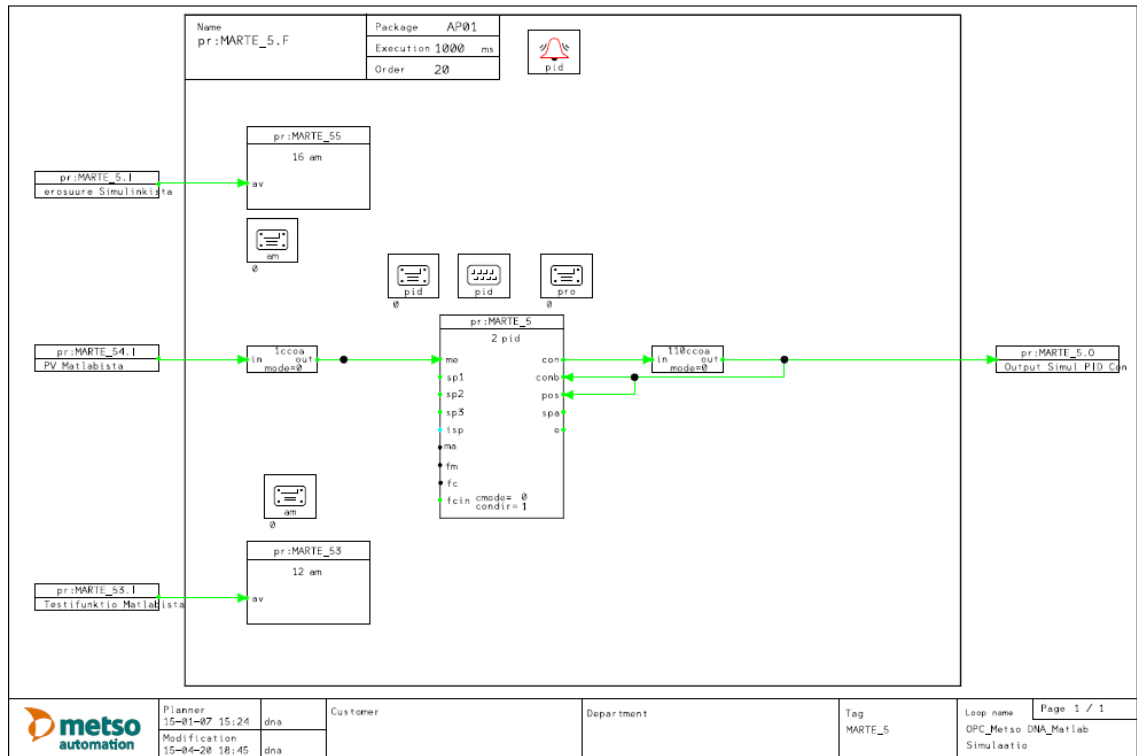 Name
pr:MARTE_5.F
Package AP01
Execution 1000 ms
Order 20
pid
pr:MARTE_55
16 am
av
pr:MARTE_5.I
erosuure Simulinkista
am
0
pid
0
pid
pro
0
pr:MARTE_5
2 pid
me
sp1
sp2
sp3
isp
ma
fm
fc
fcin
cmode= 0
condir= 1
con
conb
pos
spa
e
pr:MARTE_54.I
PV Matlabista
1ccoa
in out
mode=0
110ccoa
in out
mode=0
pr:MARTE_5.O
Output Simul PID Con
am
0
pr:MARTE_53
12 am
av
pr:MARTE_53.I
Testifunktio Matlabista
metso
automation
Planner
15-01-07 15:24 dna
Modification
15-04-20 18:45 dna
Customer
Department
Tag
MARTE_5
Loop name
Page 1 / 1
OPC_Metso DNA_Matlab
Simulaatio